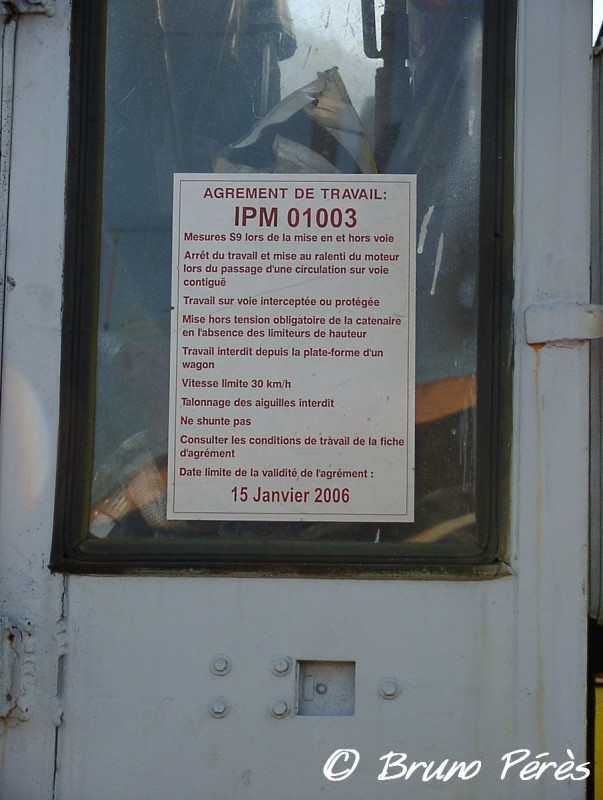 AGREMENT DE TRAVAIL:
IPM 01003
Mesures S9 lors de la mise en et hors voie
Arrêt du travail et mise au ralenti du moteur
lors du passage d'une circulation sur voie
contiguë
Travail sur voie interceptée ou protégée
Mise hors tension obligatoire de la catenaire
en l'absence des limiteurs de hauteur
Travail interdit depuis la plate-forme d'un
wagon
Vitesse limite 30 km/h
Talonnage des aiguilles interdit
Ne shunte pas
Consulter les conditions de tràvail de la fiche
d'agrément
Date limite de la validité de l'agrément :
15 Janvier 2006
© Bruno Pérès